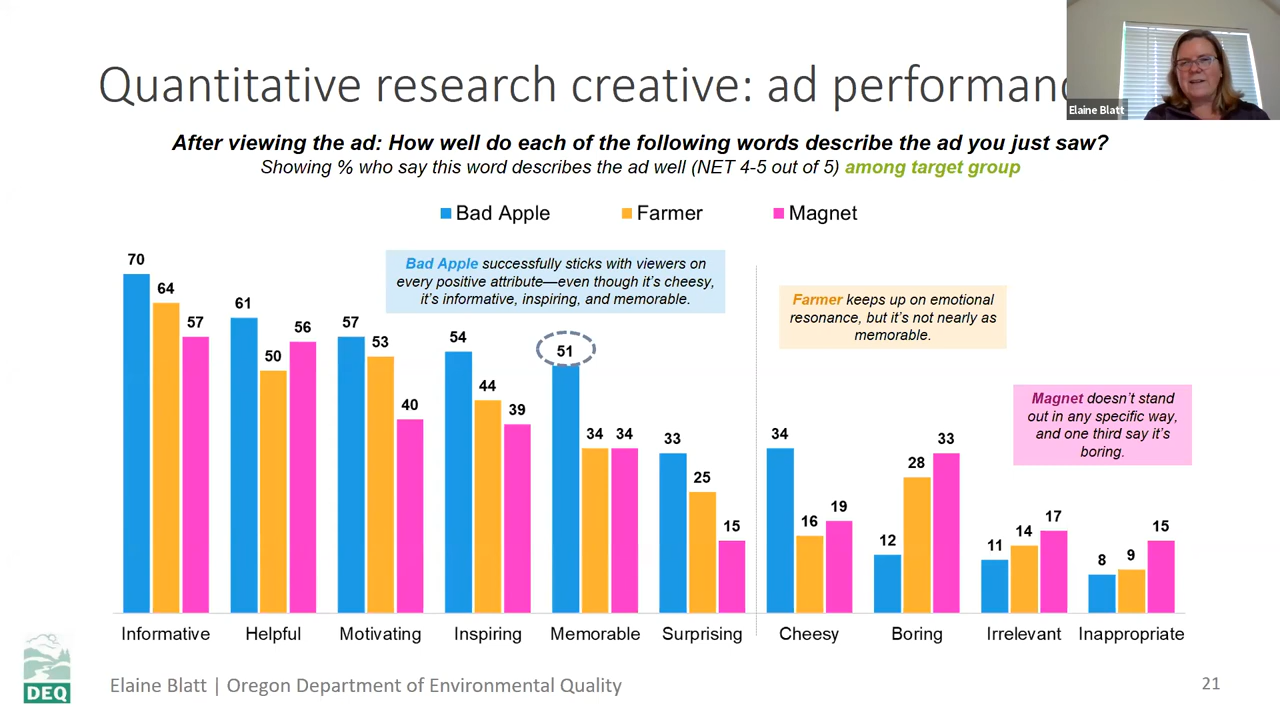 Quantitative research creative: ad performanc
Elaine Blatt
After viewing the ad: How well do each of the following words describe the ad you just saw?
Showing % who say this word describes the ad well (NET 4-5 out of 5) among target group
Bad Apple Farmer Magnet
Bad Apple successfully sticks with viewers on
every positive attribute—even though it's cheesy,
it's informative, inspiring, and memorable.
Farmer keeps up on emotional
resonance, but it's not nearly as
memorable.
Magnet doesn't stand
out in any specific way,
and one third say it's
boring.
70 64 57
61 50 56
57 53 40
54 44 39
51 34 34
33 25 15
34 16 19
12 28 33
11 14 17
8 9 15
Informative Helpful Motivating Inspiring Memorable Surprising Cheesy Boring Irrelevant Inappropriate
DEQ
Elaine Blatt | Oregon Department of Environmental Quality
21